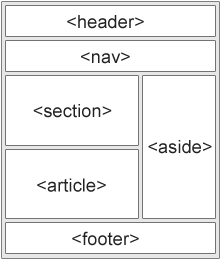 <header>
<nav>
<section>
<aside>
<article>
<footer>